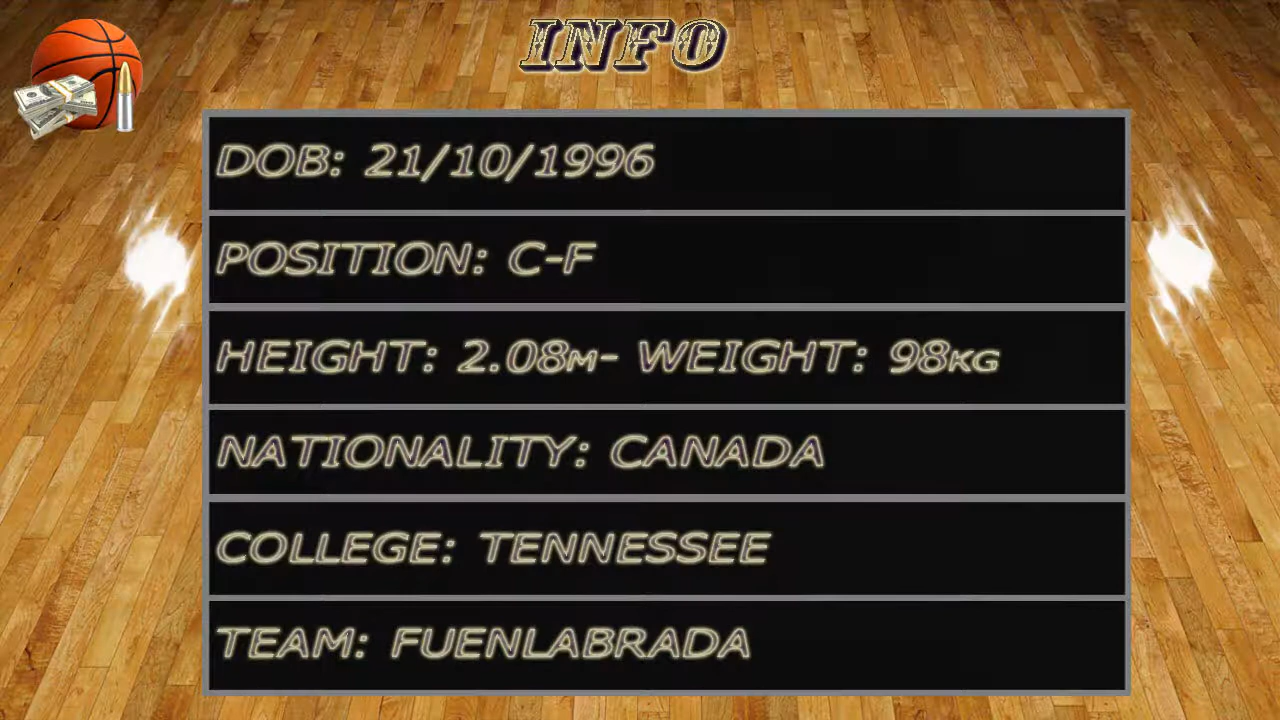 INFO
DOB: 21/10/1996
POSITION: C-F
HEIGHT: 2.08M- WEIGHT: 98KG
NATIONALITY: CANADA
COLLEGE: TENNESSEE
TEAM: FUENLABRADA